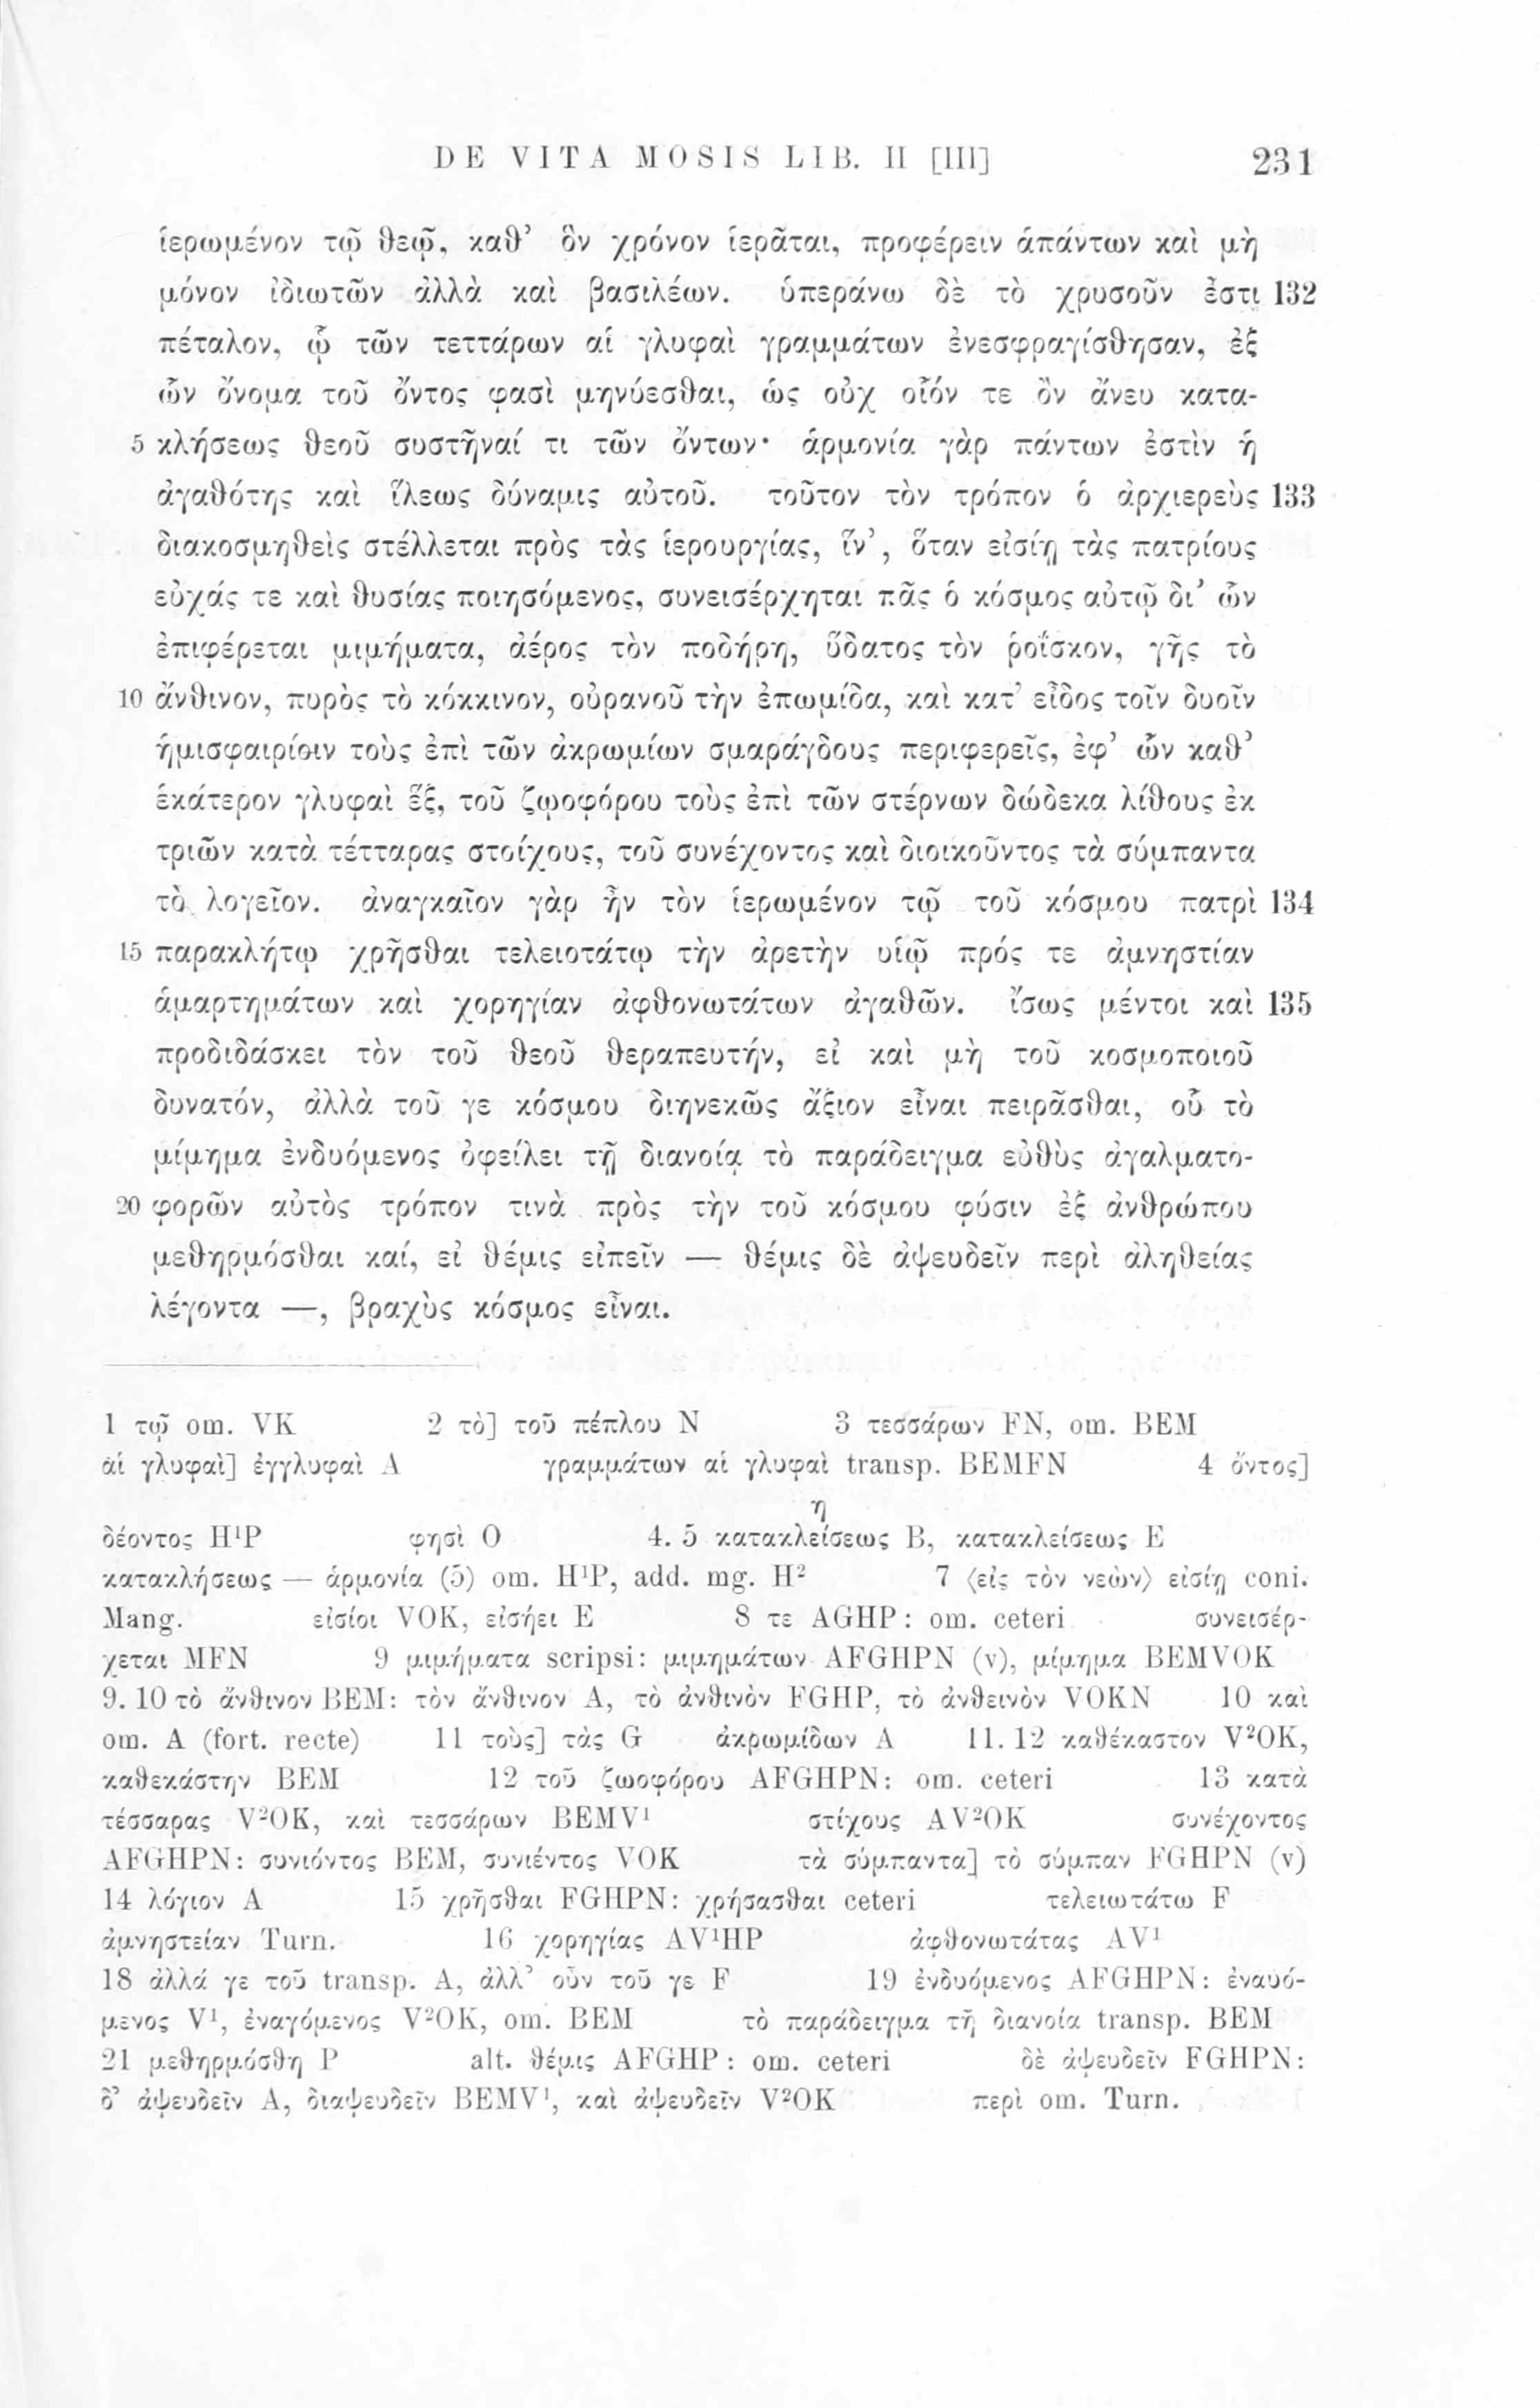 DE VITA MOSIS LIB. II [III] 231
ἱερωμένον τῷ θεῷ, καθ’ ὃν χρόνον ἱερᾶται, προφέρειν ἁπάντων καὶ μὴ
μόνον ἰδιωτῶν ἀλλὰ καὶ βασιλέων. ὑπεράνω δὲ τὸ χρυσοῦν ἐστι 132
πέταλον, ᾧ τῶν τεττάρων αἱ γλυφαὶ γραμμάτων ἐνεσφραγίσθησαν, ἐξ
ὧν ὄνομα τοῦ ὄντος φασὶ μηνύεσθαι, ὡς οὐχ οἷόν τε ὂν ἄνευ κατα-
5 κλήσεως θεοῦ συστῆναί τι τῶν ὄντων· ἁρμονία γὰρ πάντων ἐστὶν ἡ
ἀγαθότης καὶ ἵλεως δύναμις αὐτοῦ. τοῦτον τὸν τρόπον ὁ ἀρχιερεὺς 133
διακοσμηθεὶς στέλλεται πρὸς τὰς ἱερουργίας, ἵν’, ὅταν εἰσίῃ τὰς πατρίους
εὐχάς τε καὶ θυσίας ποιησόμενος, συνεισέρχηται πᾶς ὁ κόσμος αὐτῷ δι’ ὧν
ἐπιφέρεται μιμήματα, ἀέρος τὸν ποδήρη, ὕδατος τὸν ῥοΐσκον, γῆς τὸ
10 ἄνθινον, πυρὸς τὸ κόκκινον, οὐρανοῦ τὴν ἐπωμίδα, καὶ κατ’ εἶδος τοῖν δυοῖν
ἡμισφαιρίοιν τοὺς ἐπὶ τῶν ἀκρωμίων σμαράγδους περιφερεῖς, ἐφ’ ὧν καθ’
ἑκάτερον γλυφαὶ ἕξ, τοῦ ζῳοφόρου τοὺς ἐπὶ τῶν στέρνων δώδεκα λίθους ἐκ
τριῶν κατὰ τέτταρας στοίχους, τοῦ συνέχοντος καὶ διοικοῦντος τὰ σύμπαντα
τὸ λογεῖον. ἀναγκαῖον γὰρ ἦν τὸν ἱερωμένον τῷ τοῦ κόσμου πατρὶ 134
15 παρακλήτῳ χρῆσθαι τελειοτάτῳ τὴν ἀρετὴν υἱῷ πρός τε ἀμνηστίαν
ἁμαρτημάτων καὶ χορηγίαν ἀφθονωτάτων ἀγαθῶν. ἴσως μέντοι καὶ 135
προδιδάσκει τὸν τοῦ θεοῦ θεραπευτήν, εἰ καὶ μὴ τοῦ κοσμοποιοῦ
δυνατόν, ἀλλὰ τοῦ γε κόσμου διηνεκῶς ἄξιον εἶναι πειρᾶσθαι, οὗ τὸ
μίμημα ἐνδυόμενος ὀφείλει τῇ διανοίᾳ τὸ παράδειγμα εὐθὺς ἀγαλματο-
20 φορῶν αὐτὸς τρόπον τινὰ πρὸς τὴν τοῦ κόσμου φύσιν ἐξ ἀνθρώπου
μεθηρμόσθαι καί, εἰ θέμις εἰπεῖν — θέμις δὲ ἀψευδεῖν περὶ ἀληθείας
λέγοντα —, βραχὺς κόσμος εἶναι.
1 τῷ om. VK 2 τὸ] τοῦ πέπλου N 3 τεσσάρων FN, om. BEM
αἱ γλυφαὶ] ἐγγλυφαὶ A γραμμάτων αἱ γλυφαὶ transp. BEMFN 4 ὄντος]
η
δέοντος H¹P φησὶ O 4. 5 κατακλείσεως B, κατακλείσεως E
κατακλήσεως — ἁρμονία (5) om. H¹P, add. mg. H² 7 ⟨εἰς τὸν νεὼν⟩ εἰσίῃ coni.
Mang. εἰσίοι VOK, εἰσήει E 8 τε AGHP: om. ceteri συνεισέρ-
χεται MFN 9 μιμήματα scripsi: μιμημάτων AFGHPN (v), μίμημα BEMVOK
9. 10 τὸ ἄνθινον BEM: τὸν ἄνθινον A, τὸ ἀνθινὸν FGHP, τὸ ἀνθεινὸν VOKN 10 καὶ
om. A (fort. recte) 11 τοὺς] τὰς G ἀκρωμίδων A 11. 12 καθέκαστον V²OK,
καθεκάστην BEM 12 τοῦ ζωοφόρου AFGHPN: om. ceteri 13 κατὰ
τέσσαρας V²OK, καὶ τεσσάρων BEMV¹ στίχους AV²OK συνέχοντος
AFGHPN: συνιόντος BEM, συνιέντος VOK τὰ σύμπαντα] τὸ σύμπαν FGHPN (v)
14 λόγιον A 15 χρῆσθαι FGHPN: χρήσασθαι ceteri τελειωτάτω F
ἀμνηστείαν Turn. 16 χορηγίας AV¹HP ἀφθονωτάτας AV¹
18 ἀλλά γε τοῦ transp. A, ἀλλ’ οὖν τοῦ γε F 19 ἐνδυόμενος AFGHPN: ἐναυό-
μενος V¹, ἐναγόμενος V²OK, om. BEM τὸ παράδειγμα τῇ διανοία transp. BEM
21 μεθηρμόσθη P alt. θέμις AFGHP: om. ceteri δὲ ἀψευδεῖν FGHPN:
δ’ ἀψευδεῖν A, διαψευδεῖν BEMV¹, καὶ ἀψευδεῖν V²OK περὶ om. Turn.